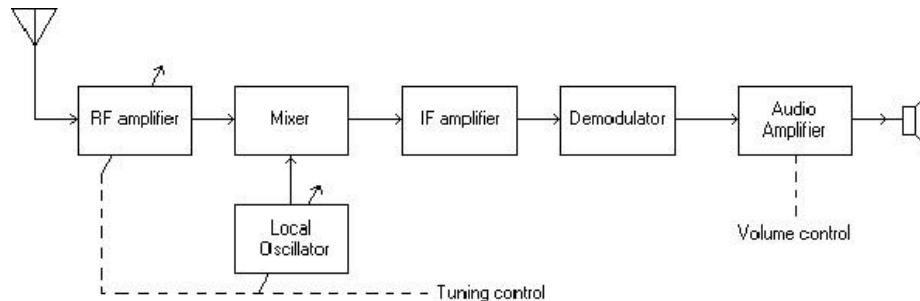 RF amplifier
Mixer
IF amplifier
Demodulator
Audio
Amplifier
Local
Oscillator
Volume control
Tuning control